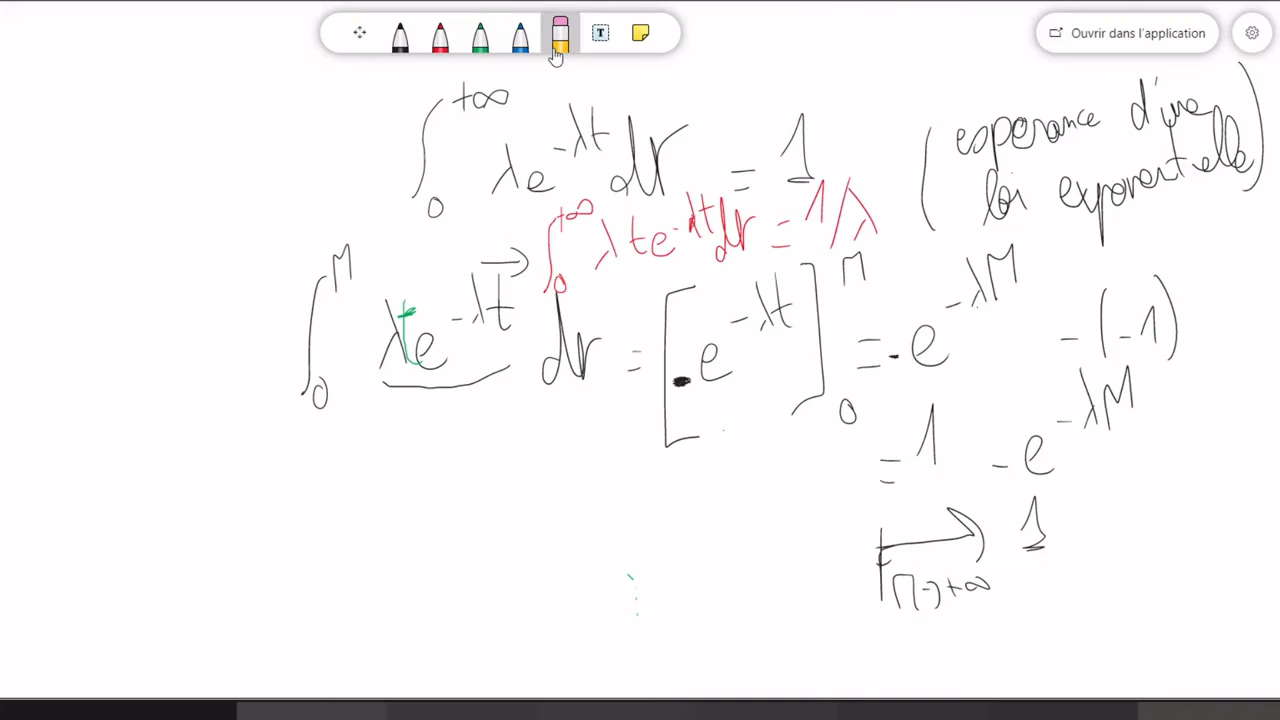 T
Ouvrir dans l'application
∫₀^{+∞} λe^{-λt} dt = 1
(espérance d'une
loi exponentielle)
→ ∫₀^{+∞} λte^{-λt} dt = 1/λ
∫₀^M λte^{-λt} dt = [-e^{-λt}]₀^M = -e^{-λM} - (-1)
= 1 - e^{-λM}
→ 1
M→+∞